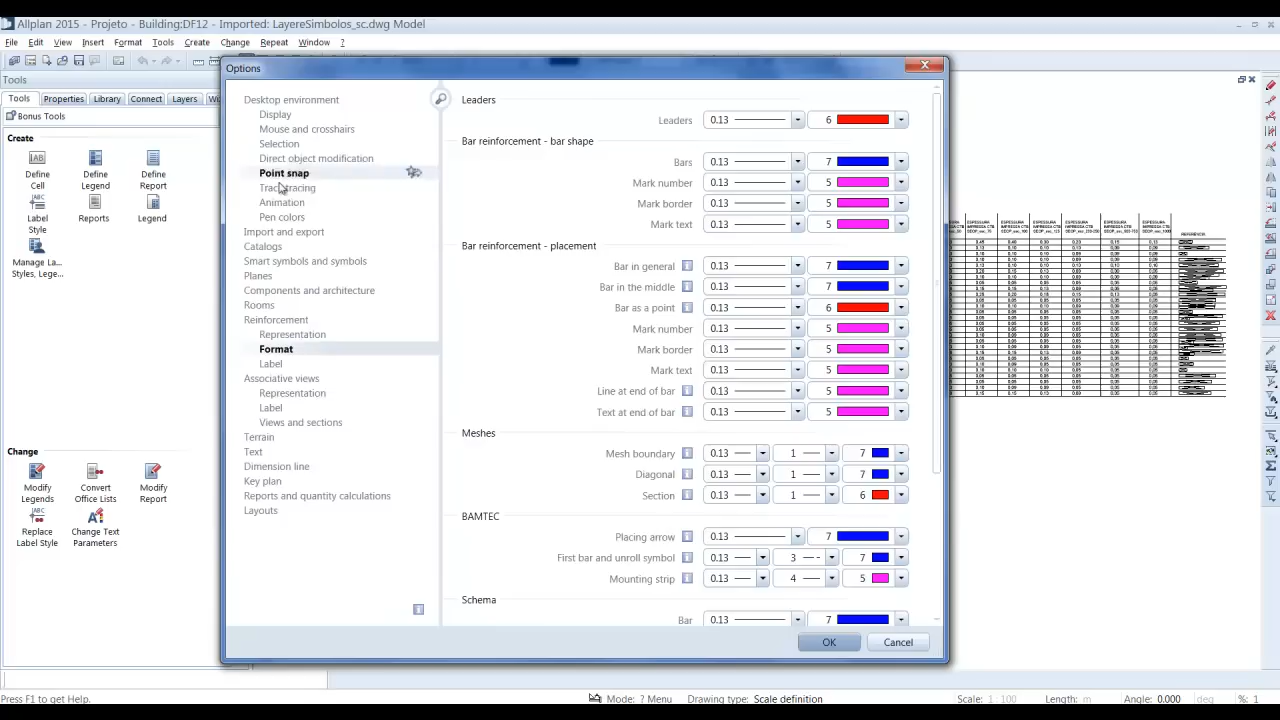 Allplan 2015 - Projeto - Building:DF12 - Imported: LayereSimbolos_sc.dwg Model
File Edit View Insert Format Tools Create Change Repeat Window ?
Tools
Tools Properties Library Connect Layers
Bonus Tools
Create
Define Cell
Define Legend
Define Report
Label Style
Reports
Legend
Manage La... Styles, Lege...
Change
Modify Legends
Convert Office Lists
Modify Report
Replace Label Style
Change Text Parameters
Options
Desktop environment
Display
Mouse and crosshairs
Selection
Direct object modification
Point snap
Track tracing
Animation
Pen colors
Import and export
Catalogs
Smart symbols and symbols
Planes
Components and architecture
Rooms
Reinforcement
Representation
Format
Label
Associative views
Representation
Label
Views and sections
Terrain
Text
Dimension line
Key plan
Reports and quantity calculations
Layouts
Leaders
Leaders 0.13 6
Bar reinforcement - bar shape
Bars 0.13 7
Mark number 0.13 5
Mark border 0.13 5
Mark text 0.13 5
Bar reinforcement - placement
Bar in general 0.13 7
Bar in the middle 0.13 7
Bar as a point 0.13 6
Mark number 0.13 5
Mark border 0.13 5
Mark text 0.13 5
Line at end of bar 0.13 5
Text at end of bar 0.13 5
Meshes
Mesh boundary 0.13 1 7
Diagonal 0.13 1 7
Section 0.13 1 6
BAMTEC
Placing arrow 0.13 7
First bar and unroll symbol 0.13 3 7
Mounting strip 0.13 4 5
Schema
Bar 0.13 7
OK Cancel
Press F1 to get Help.
Mode: ? Menu Drawing type: Scale definition Scale: 1 : 100 Length: m Angle: 0.000 deg %: 1